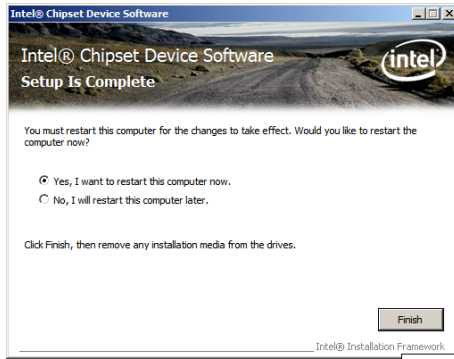 Intel® Chipset Device Software
Intel® Chipset Device Software
intel®
Setup Is Complete
You must restart this computer for the changes to take effect. Would you like to restart the
computer now?
Yes, I want to restart this computer now.
No, I will restart this computer later.
Click Finish, then remove any installation media from the drives.
Finish
Intel® Installation Framework